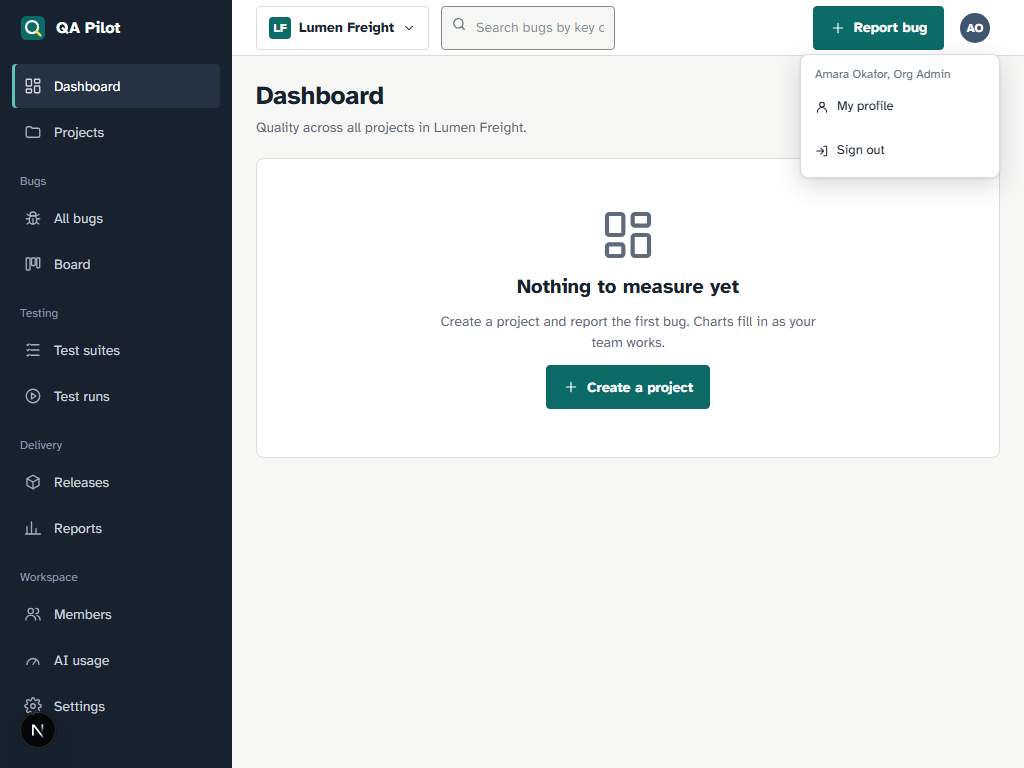 QA Pilot
LF Lumen Freight
Search bugs by key c
Report bug
AO
Amara Okafor, Org Admin
My profile
Sign out
Dashboard
Projects
Bugs
All bugs
Board
Testing
Test suites
Test runs
Delivery
Releases
Reports
Workspace
Members
AI usage
Settings
N
Dashboard
Quality across all projects in Lumen Freight.
Nothing to measure yet
Create a project and report the first bug. Charts fill in as your
team works.
Create a project